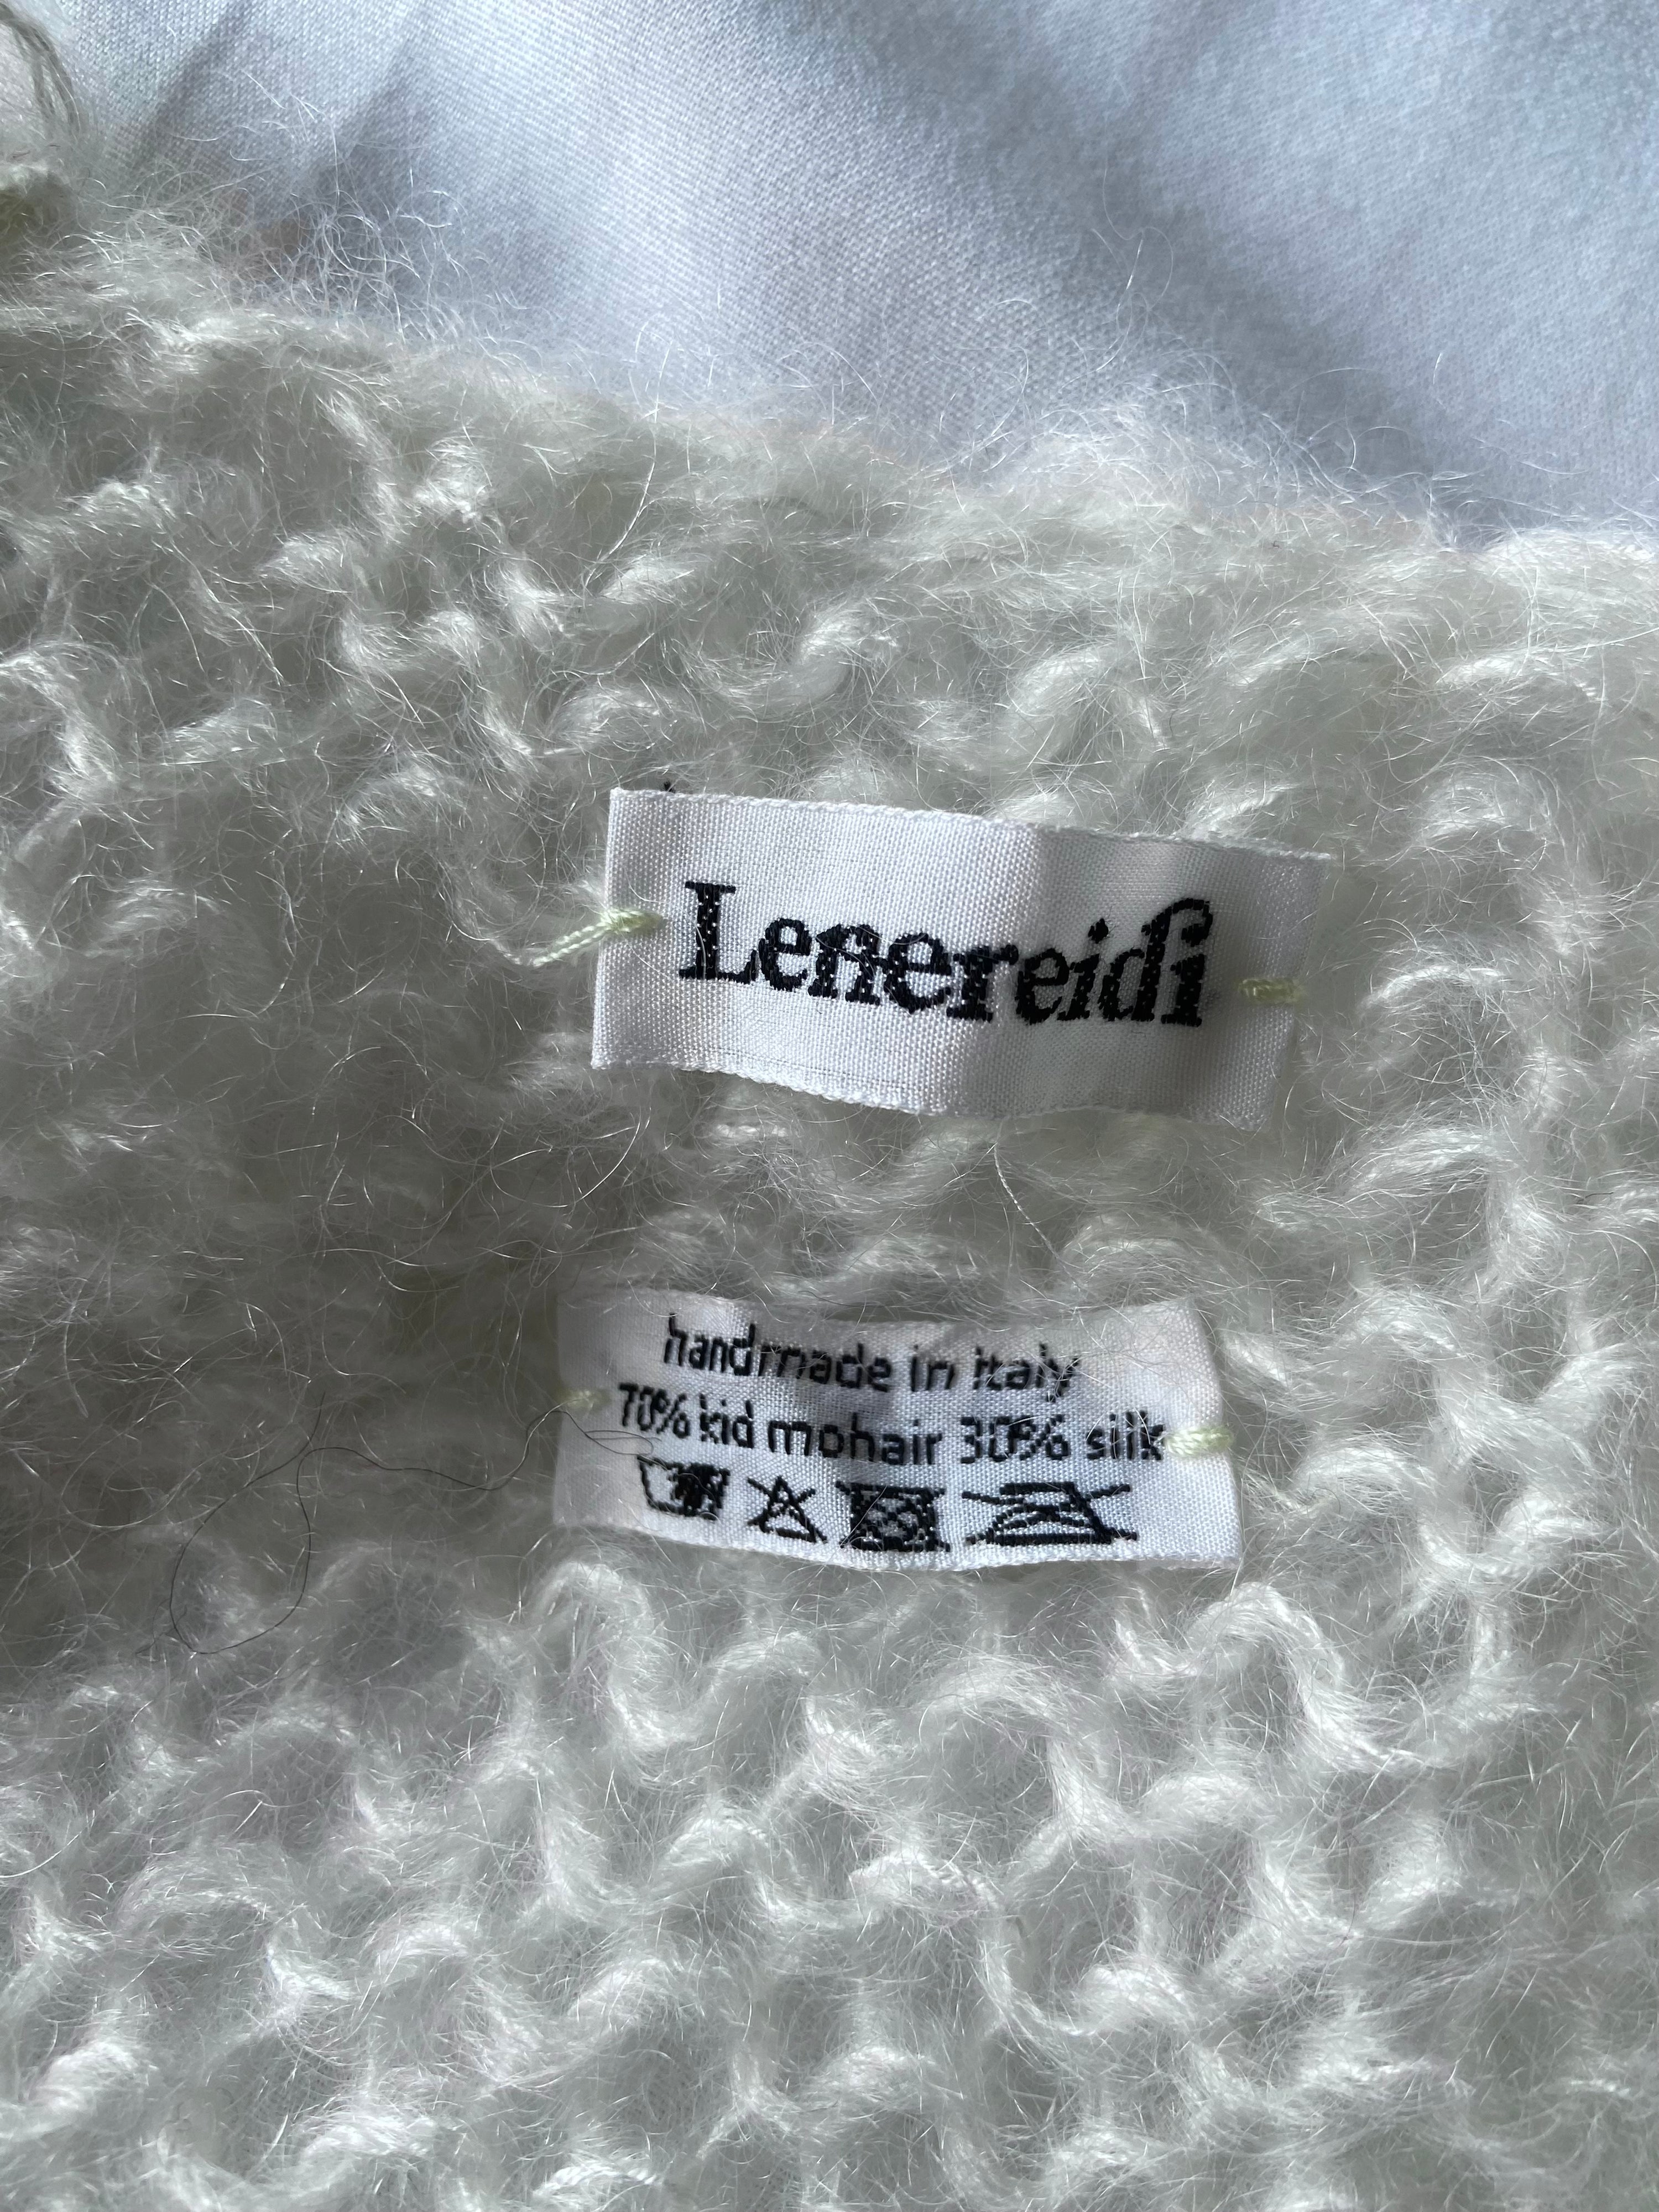 Lenereidi
handmade in italy
70% kid mohair 30% silk